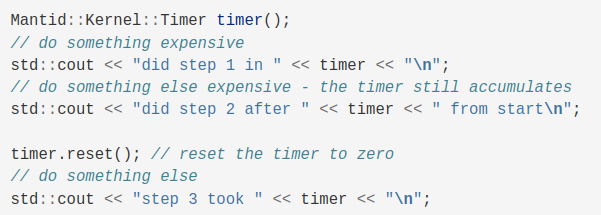 Mantid::Kernel::Timer timer();
// do something expensive
std::cout << "did step 1 in " << timer << "\n";
// do something else expensive - the timer still accumulates
std::cout << "did step 2 after " << timer << " from start\n";

timer.reset(); // reset the timer to zero
// do something else
std::cout << "step 3 took " << timer << "\n";